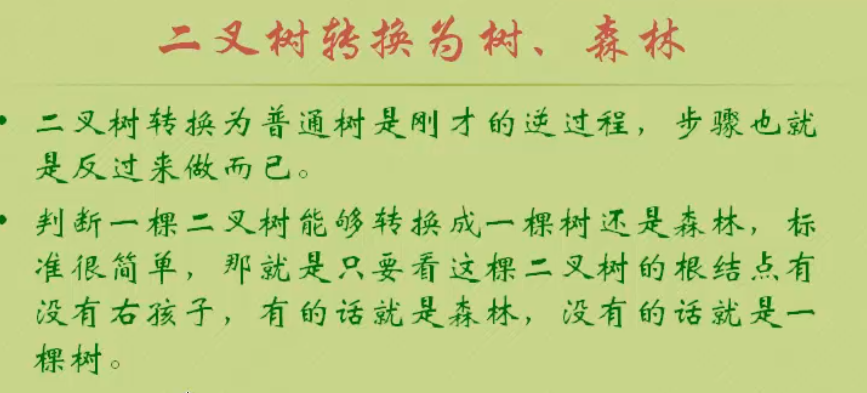 二叉树转换为树、森林
• 二叉树转换为普通树是刚才的逆过程，步骤也就
是反过来做而已。
• 判断一棵二叉树能够转换成一棵树还是森林，标
准很简单，那就是只要看这棵二叉树的根结点有
没有右孩子，有的话就是森林，没有的话就是一
棵树。